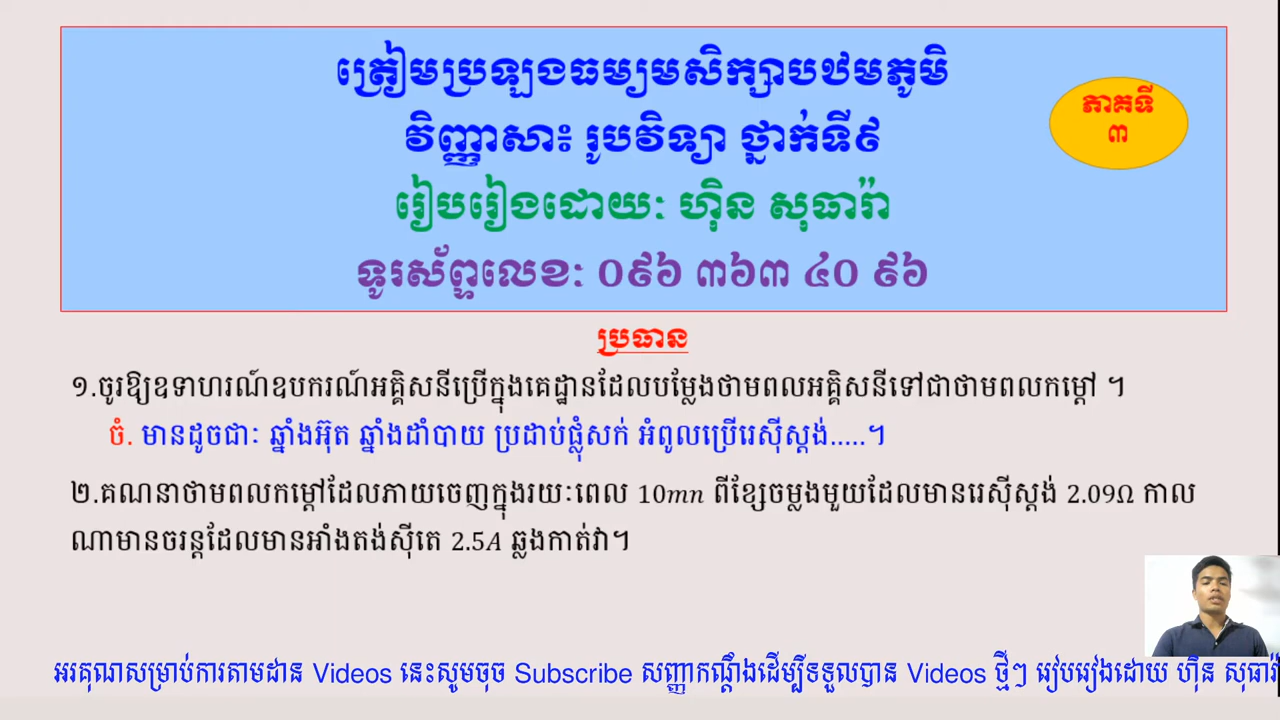 ត្រៀមប្រឡងមធ្យមសិក្សាបឋមភូមិ
វិញ្ញាសា៖ រូបវិទ្យា ថ្នាក់ទី៩
ភាគទី
៣
រៀបរៀងដោយៈ ហ៊ិន សុធារ៉ា
ទូរស័ព្ទលេខៈ 0៩៦ ៣៦៣ ៤0 ៩៦
ប្រធាន
១.ចូរឱ្យឧទាហរណ៍ឧបករណ៍អគ្គិសនីប្រើក្នុងគេដ្ឋានដែលបម្លែងថាមពលអគ្គិសនីទៅជាថាមពលកម្ដៅ ។
ចំ. មានដូចជាៈ ឆ្នាំងអ៊ុត ឆ្នាំងដាំបាយ ប្រដាប់ផ្លុំសក់ អំពូលប្រើរេស៊ីស្តង់.....។
២.គណនាថាមពលកម្ដៅដែលភាយចេញក្នុងរយៈពេល 10mn ពីខ្សែចម្លងមួយដែលមានរេស៊ីស្តង់ 2.09Ω កាល
ណាមានចរន្តដែលមានអាំងតង់ស៊ីតេ 2.5A ឆ្លងកាត់វា។
អរគុណសម្រាប់ការតាមដាន Videos នេះសូមចុច Subscribe សញ្ញាកណ្ដឹងដើម្បីទទួលបាន Videos ថ្មីៗ រៀបរៀងដោយ ហ៊ិន សុធារ៉ា